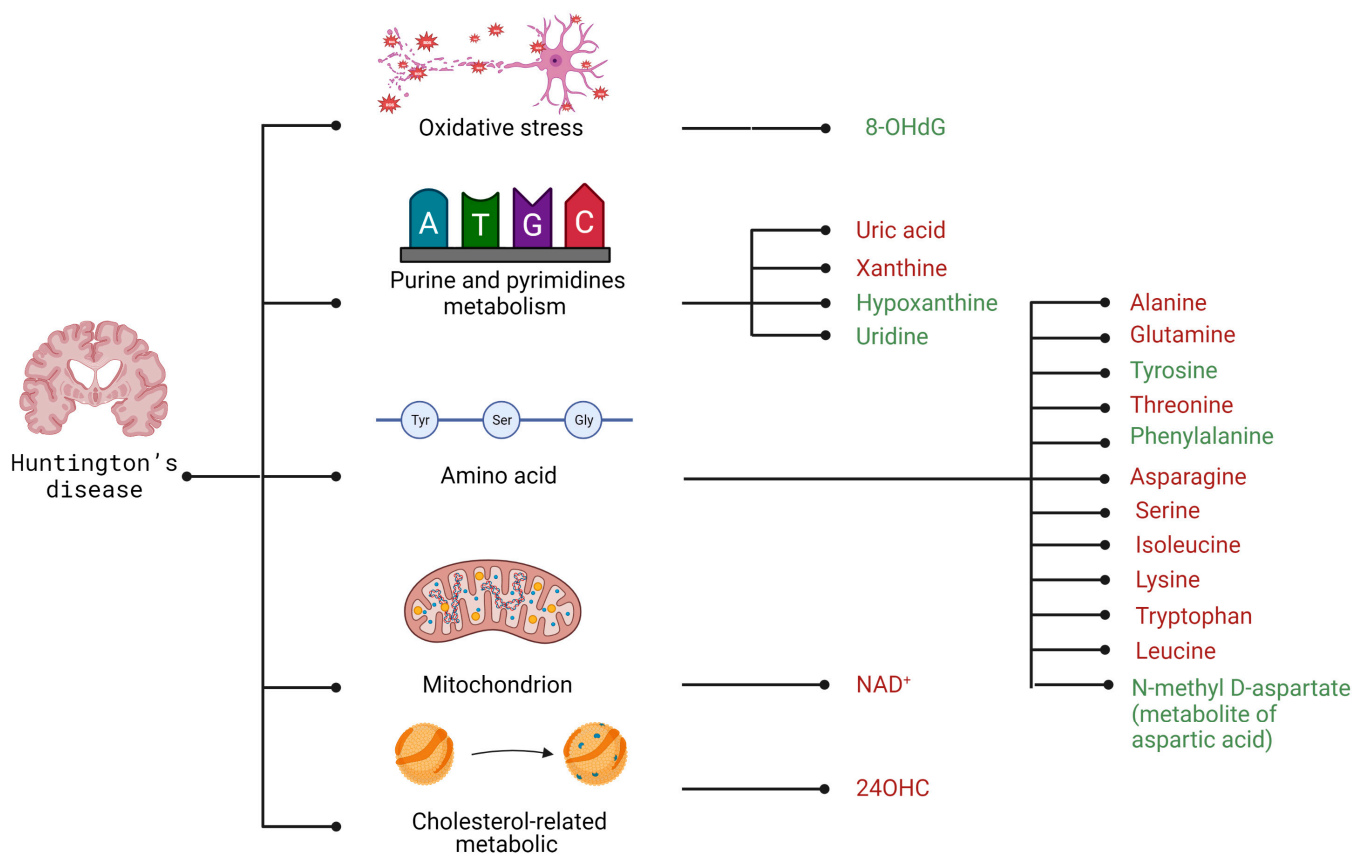 Oxidative stress
8-OHdG
A T G C
Purine and pyrimidines
metabolism
Uric acid
Xanthine
Hypoxanthine
Uridine
Huntington's
disease
Tyr Ser Gly
Amino acid
Alanine
Glutamine
Tyrosine
Threonine
Phenylalanine
Asparagine
Serine
Isoleucine
Lysine
Tryptophan
Leucine
N-methyl D-aspartate
(metabolite of
aspartic acid)
Mitochondrion
NAD⁺
Cholesterol-related
metabolic
24OHC